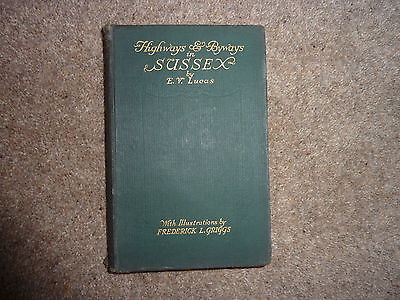 Highways & Byways
in
SUSSEX
by
E.V. Lucas
With Illustrations by
FREDERICK L. GRIGGS